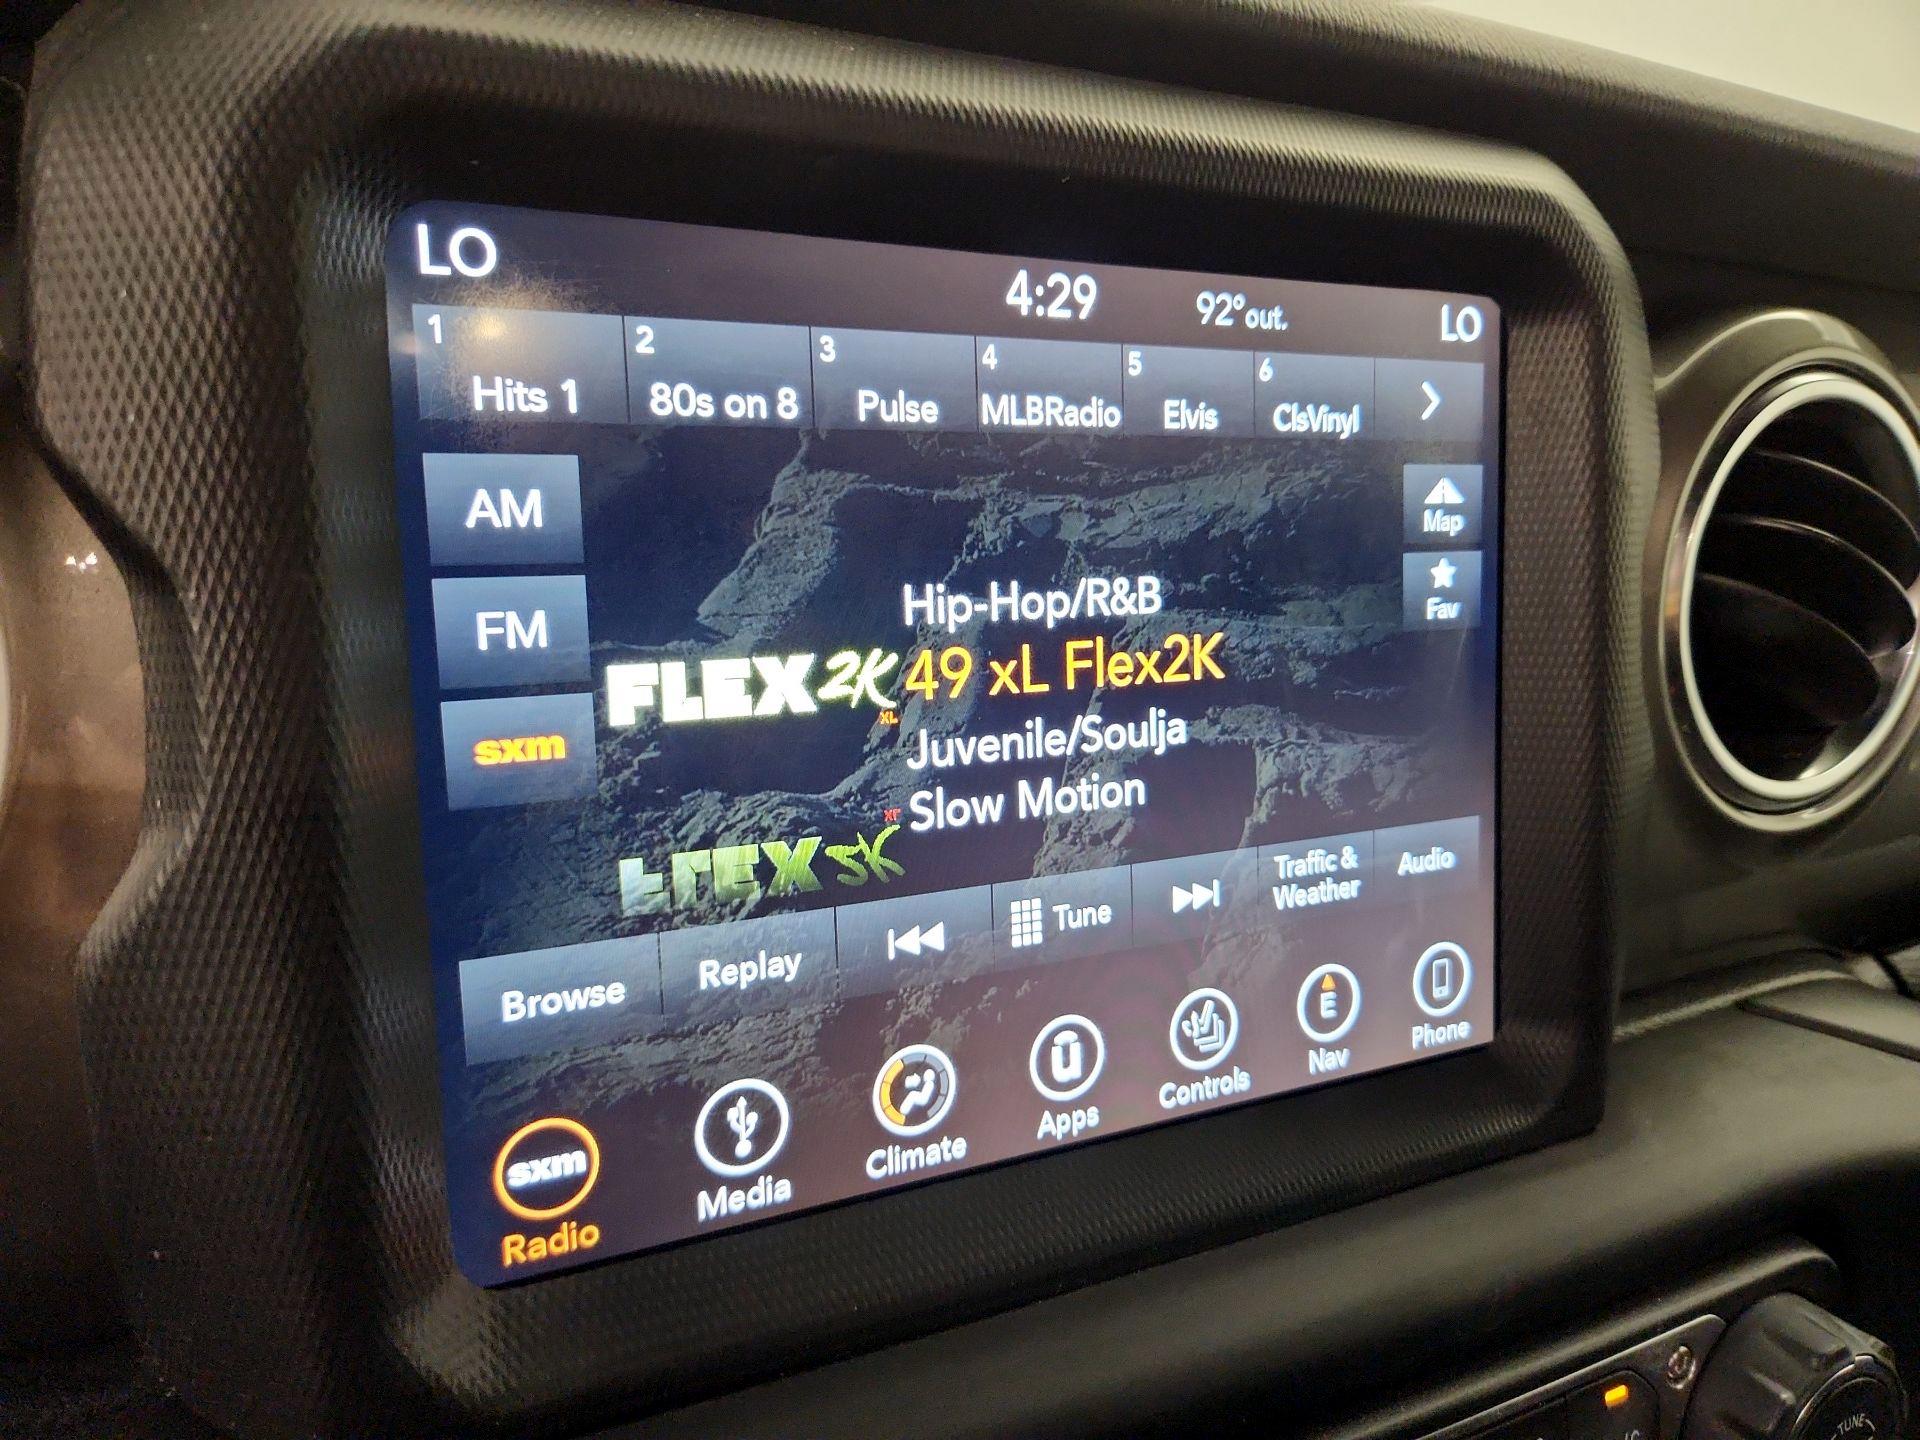 LO
4:29
92° out.
LO
1
Hits 1
2
80s on 8
3
Pulse
4
MLBRadio
5
Elvis
6
ClsVinyl
AM
FM
sxm
Map
Fav
FLEX 2K
XL
Hip-Hop/R&B
49 xL Flex2K
Juvenile/Soulja
Slow Motion
Browse
Replay
Tune
Traffic &
Weather
Audio
sxm
Radio
Media
Climate
Apps
Controls
E
Nav
Phone
TUNE